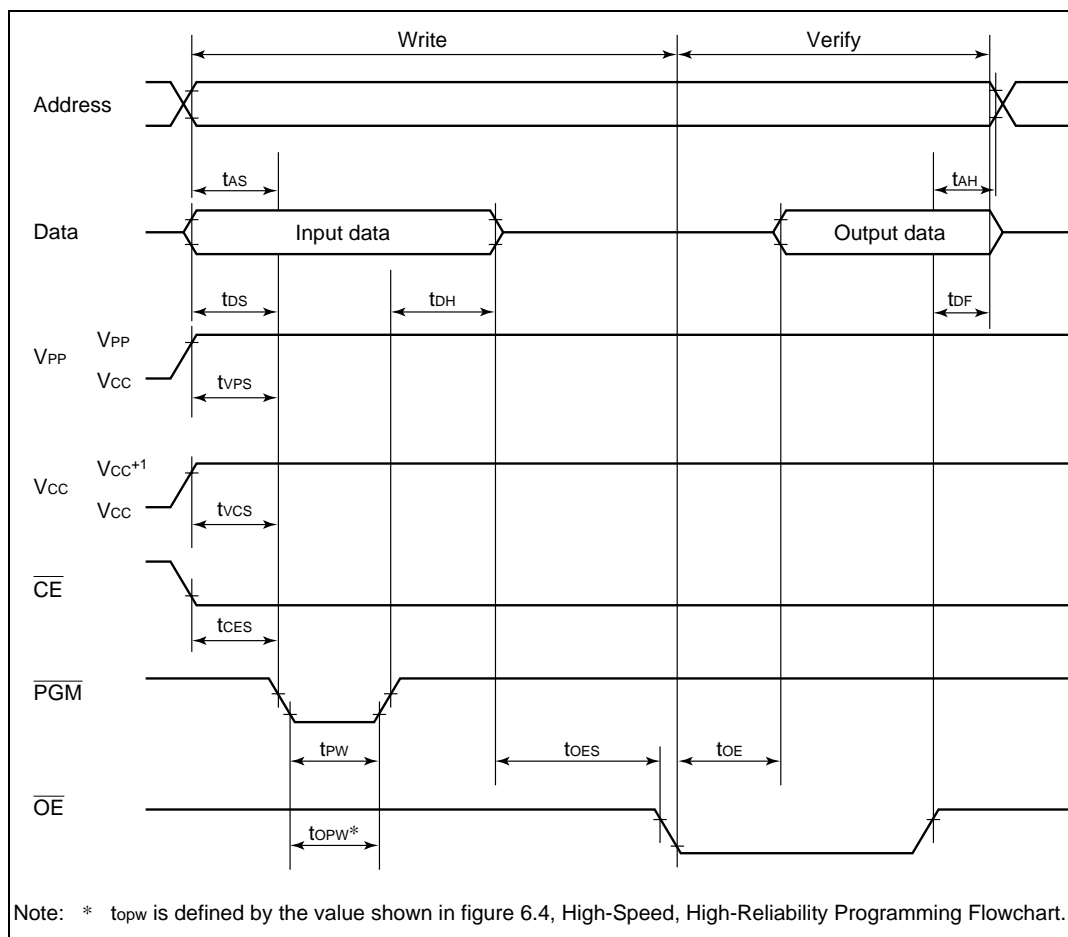 Write Verify
Address
tAS tAH
Data Input data Output data
tDS tDH tDF
VPP VPP
VCC
tVPS
VCC VCC+1
VCC
tVCS
CE
tCES
PGM
tPW tOES tOE
OE
tOPW*
Note: * topw is defined by the value shown in figure 6.4, High-Speed, High-Reliability Programming Flowchart.